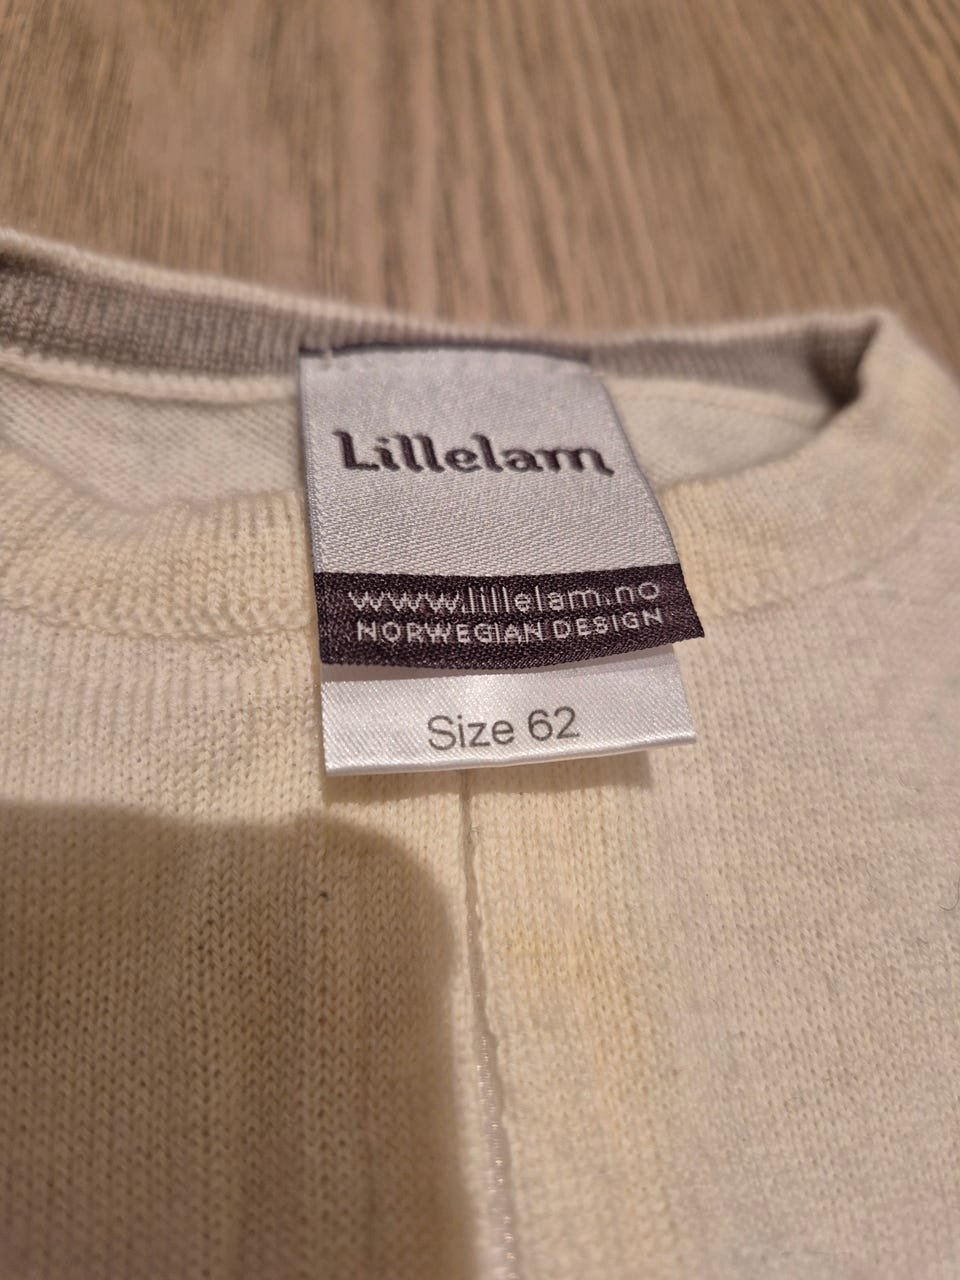 Lillelam
www.lillelam.no
NORWEGIAN DESIGN
Size 62